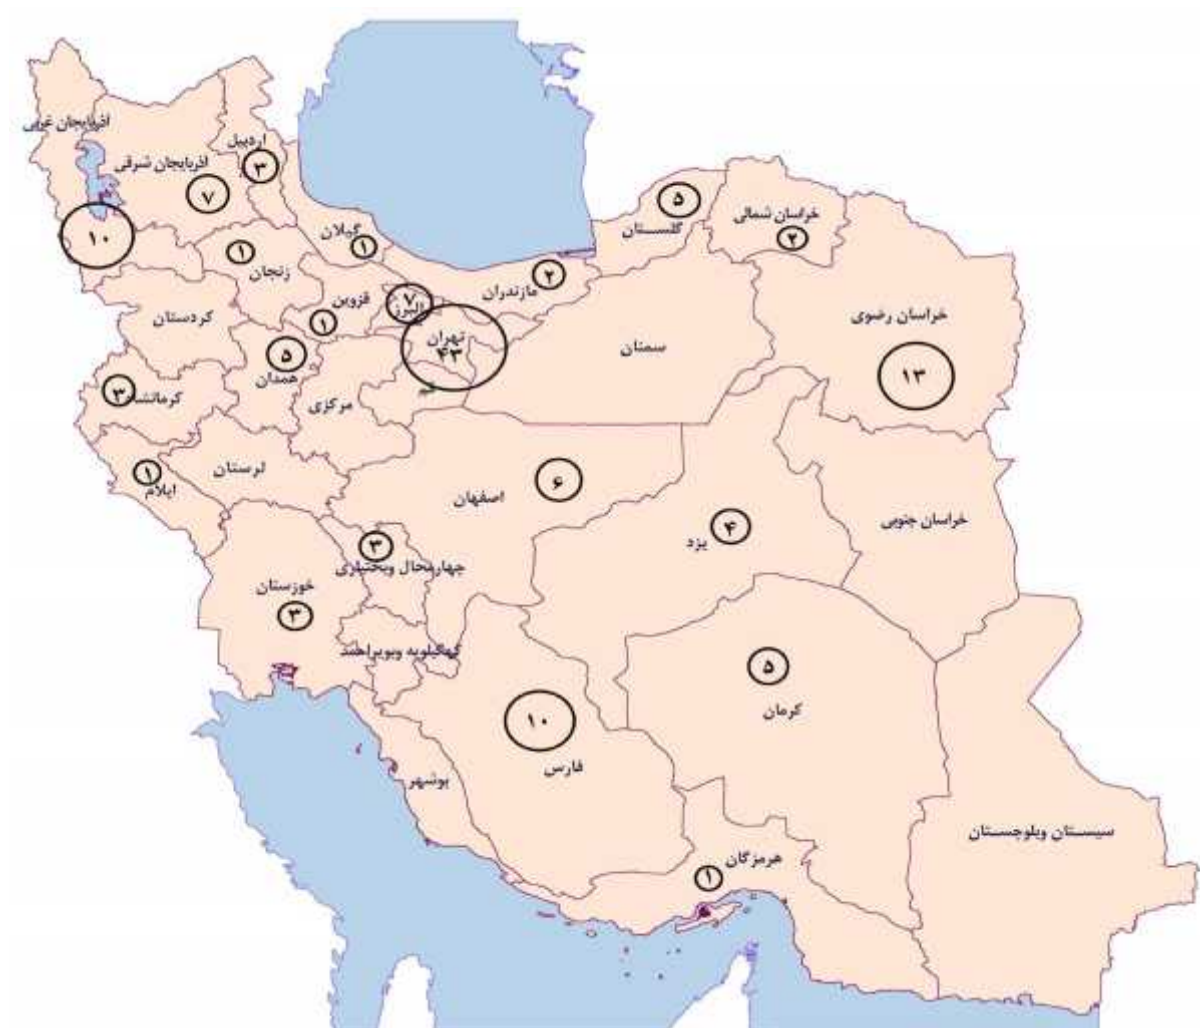 آذربایجان غربی
اردبیل
۳
آذربایجان شرقی
۷
۱۰
گیلان
۱
۱
زنجان
۵
گلستان
خراسان شمالی
۲
۲
مازندران
قزوین
۱
۷
البرز
تهران
۴۳
قم
کردستان
سمنان
خراسان رضوی
۱۳
۵
همدان
۳
کرمانشاه
مرکزی
لرستان
۱
ایلام
۶
اصفهان
۴
یزد
خراسان جنوبی
۳
چهارمحال وبختیاری
خوزستان
۳
کهگیلویه وبویراحمد
۵
کرمان
۱۰
فارس
بوشهر
سیستان وبلوچستان
هرمزگان
۱